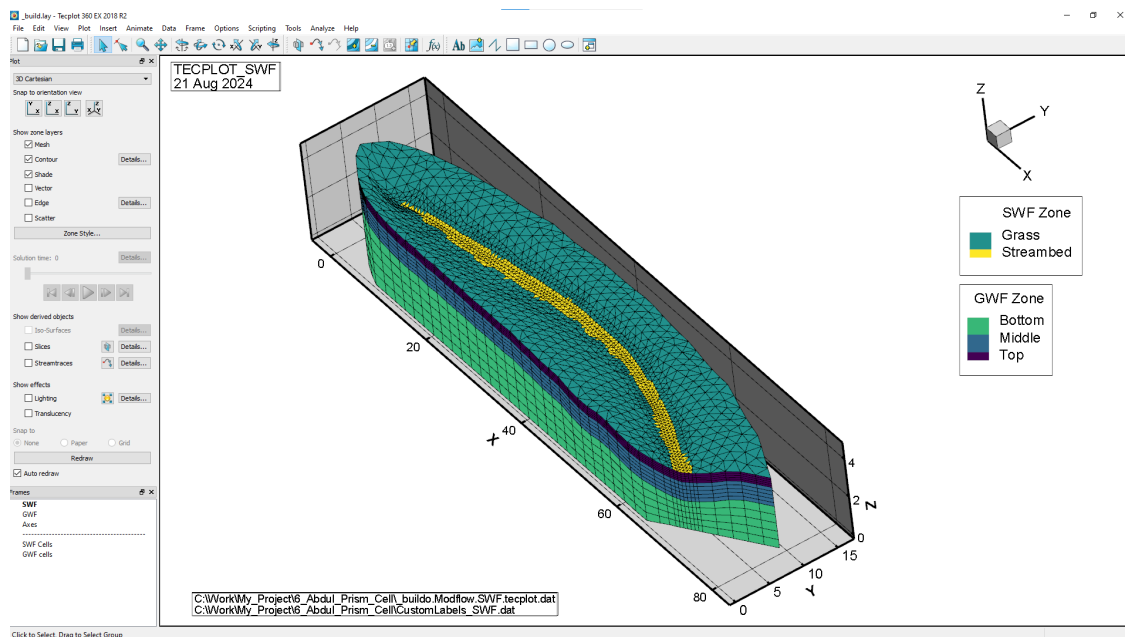 _build.lay - Tecplot 360 EX 2018 R2
File Edit View Plot Insert Animate Data Frame Options Scripting Tools Analyze Help
Plot
3D Cartesian
Snap to orientation view
Show zone layers
Mesh
Contour Details...
Shade
Vector
Edge Details...
Scatter
Zone Style...
Solution time: 0 Details...
Show derived objects
Iso-Surfaces Details...
Slices Details...
Streamtraces Details...
Show effects
Lighting Details...
Translucency
Snap to
None Paper Grid
Redraw
Auto redraw
Frames
SWF
GWF
Axes
SWF Cells
GWF cells
Click to Select, Drag to Select Group
TECPLOT_SWF
21 Aug 2024
Z
Y
X
SWF Zone
Grass
Streambed
GWF Zone
Bottom
Middle
Top
0
20
X 40
60
80
0
5
Y
10
15
0
2 Z
4
C:\Work\My_Project\6_Abdul_Prism_Cell\_buildo.Modflow.SWF.tecplot.dat
C:\Work\My_Project\6_Abdul_Prism_Cell\CustomLabels_SWF.dat